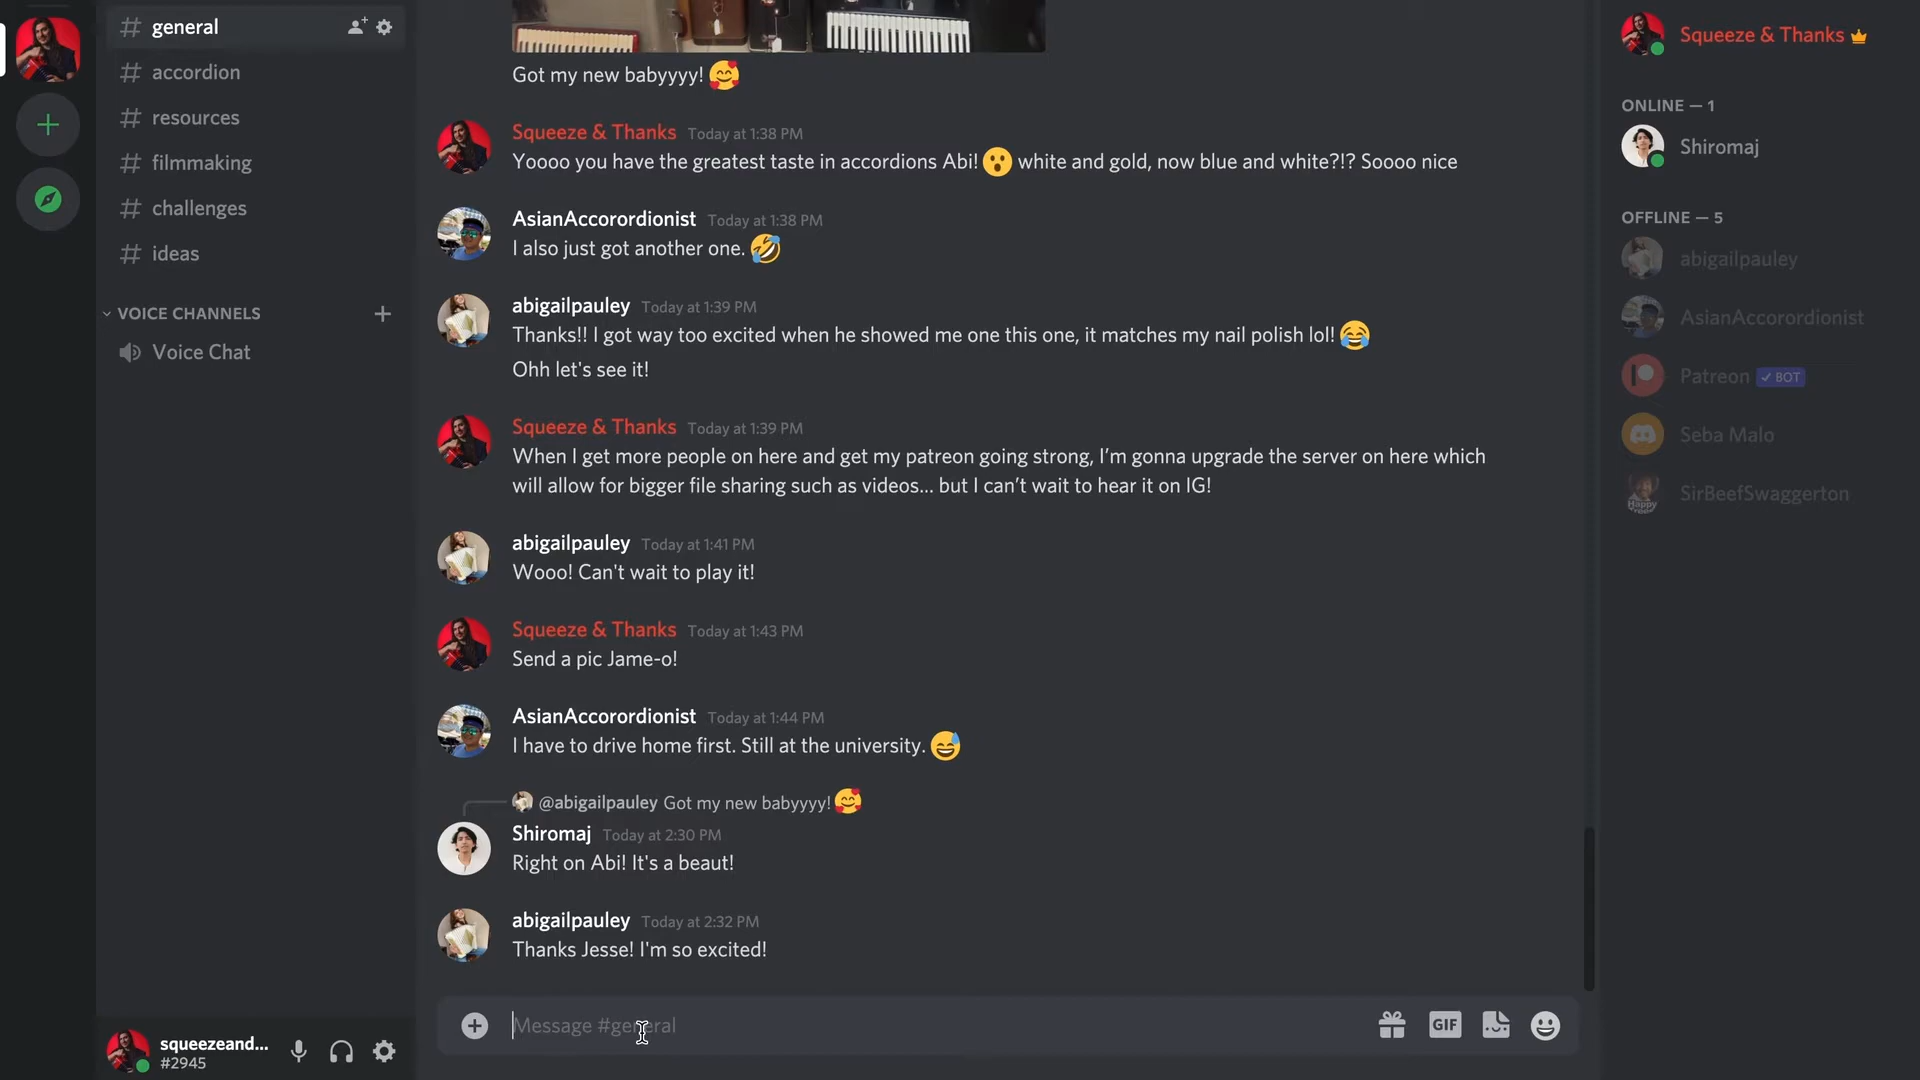 general
accordion
resources
filmmaking
challenges
ideas
VOICE CHANNELS
Voice Chat
squeezeand...
#2945
Got my new babyyyy! 🥰
Squeeze & Thanks Today at 1:38 PM
Yoooo you have the greatest taste in accordions Abi! 😮 white and gold, now blue and white?!? Soooo nice
AsianAccorordionist Today at 1:38 PM
I also just got another one. 🤣
abigailpauley Today at 1:39 PM
Thanks!! I got way too excited when he showed me one this one, it matches my nail polish lol! 😂
Ohh let's see it!
Squeeze & Thanks Today at 1:39 PM
When I get more people on here and get my patreon going strong, I’m gonna upgrade the server on here which
will allow for bigger file sharing such as videos... but I can’t wait to hear it on IG!
abigailpauley Today at 1:41 PM
Wooo! Can't wait to play it!
Squeeze & Thanks Today at 1:43 PM
Send a pic Jame-o!
AsianAccorordionist Today at 1:44 PM
I have to drive home first. Still at the university. 😅
@abigailpauley Got my new babyyyy! 🥰
Shiromaj Today at 2:30 PM
Right on Abi! It's a beaut!
abigailpauley Today at 2:32 PM
Thanks Jesse! I'm so excited!
Message #general
GIF
Squeeze & Thanks
ONLINE — 1
Shiromaj
OFFLINE — 5
abigailpauley
AsianAccorordionist
Patreon ✓ BOT
Seba Malo
SirBeefSwaggerton
Happy